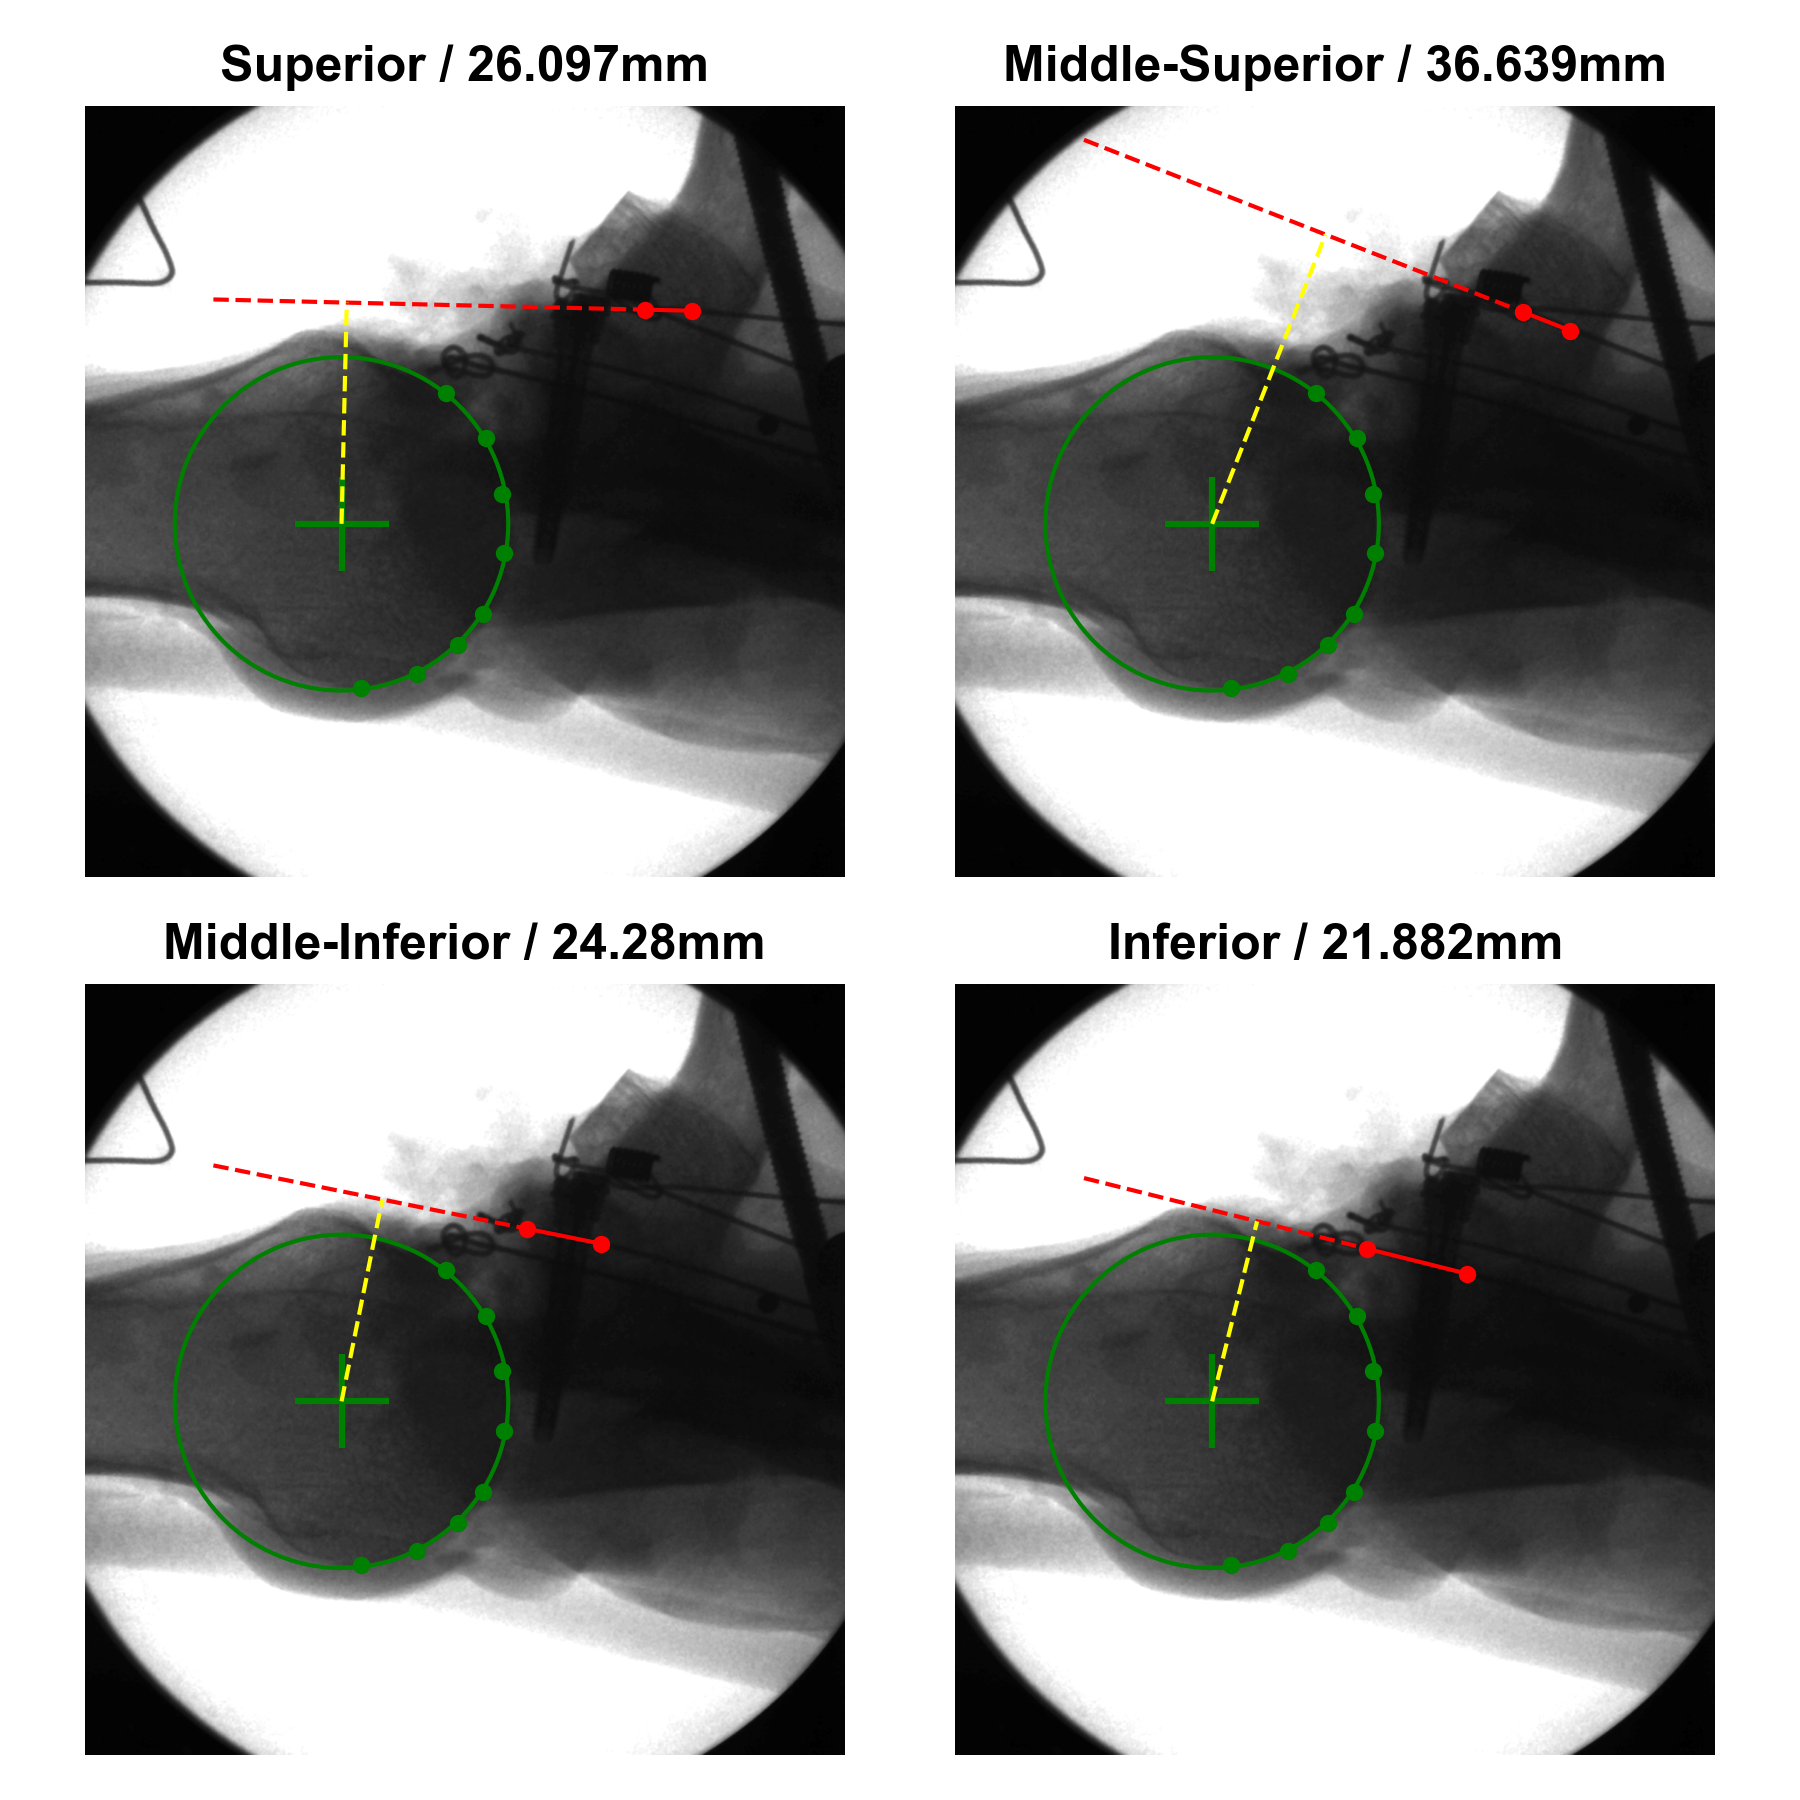 Superior / 26.097mm
Middle-Superior / 36.639mm
Middle-Inferior / 24.28mm
Inferior / 21.882mm